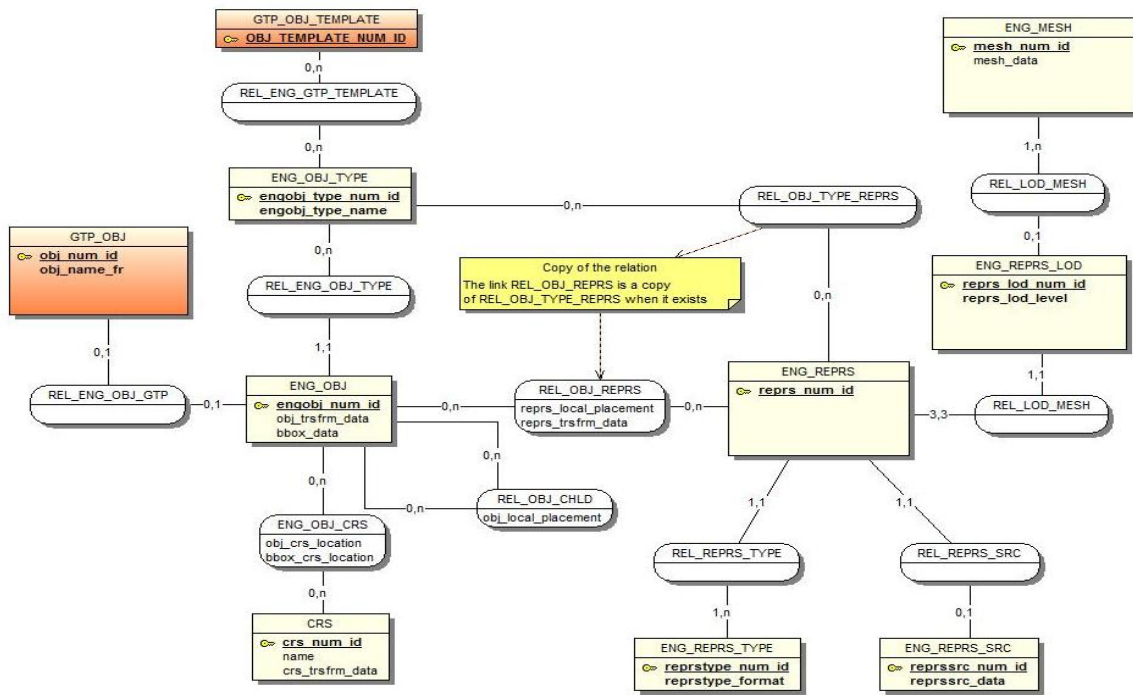 GTP_OBJ_TEMPLATE
OBJ_TEMPLATE_NUM_ID
0,n
REL_ENG_GTP_TEMPLATE
0,n
ENG_OBJ_TYPE
engobj_type_num_id
engobj_type_name
0,n
REL_OBJ_TYPE_REPRS
0,n
ENG_MESH
mesh_num_id
mesh_data
1,n
REL_LOD_MESH
0,1
ENG_REPRS_LOD
reprs_lod_num_id
reprs_lod_level
1,1
REL_LOD_MESH
3,3
GTP_OBJ
obj_num_id
obj_name_fr
0,1
REL_ENG_OBJ_GTP
0,1
0,n
REL_ENG_OBJ_TYPE
1,1
Copy of the relation
The link REL_OBJ_REPRS is a copy
of REL_OBJ_TYPE_REPRS when it exists
ENG_OBJ
engobj_num_id
obj_trsfrm_data
bbox_data
0,n
REL_OBJ_REPRS
reprs_local_placement
reprs_trsfrm_data
0,n
ENG_REPRS
reprs_num_id
0,n
0,n
REL_OBJ_CHLD
obj_local_placement
0,n
ENG_OBJ_CRS
obj_crs_location
bbox_crs_location
0,n
CRS
crs_num_id
name
crs_trsfrm_data
1,1
REL_REPRS_TYPE
1,n
ENG_REPRS_TYPE
reprstype_num_id
reprstype_format
1,1
REL_REPRS_SRC
0,1
ENG_REPRS_SRC
reprssrc_num_id
reprssrc_data